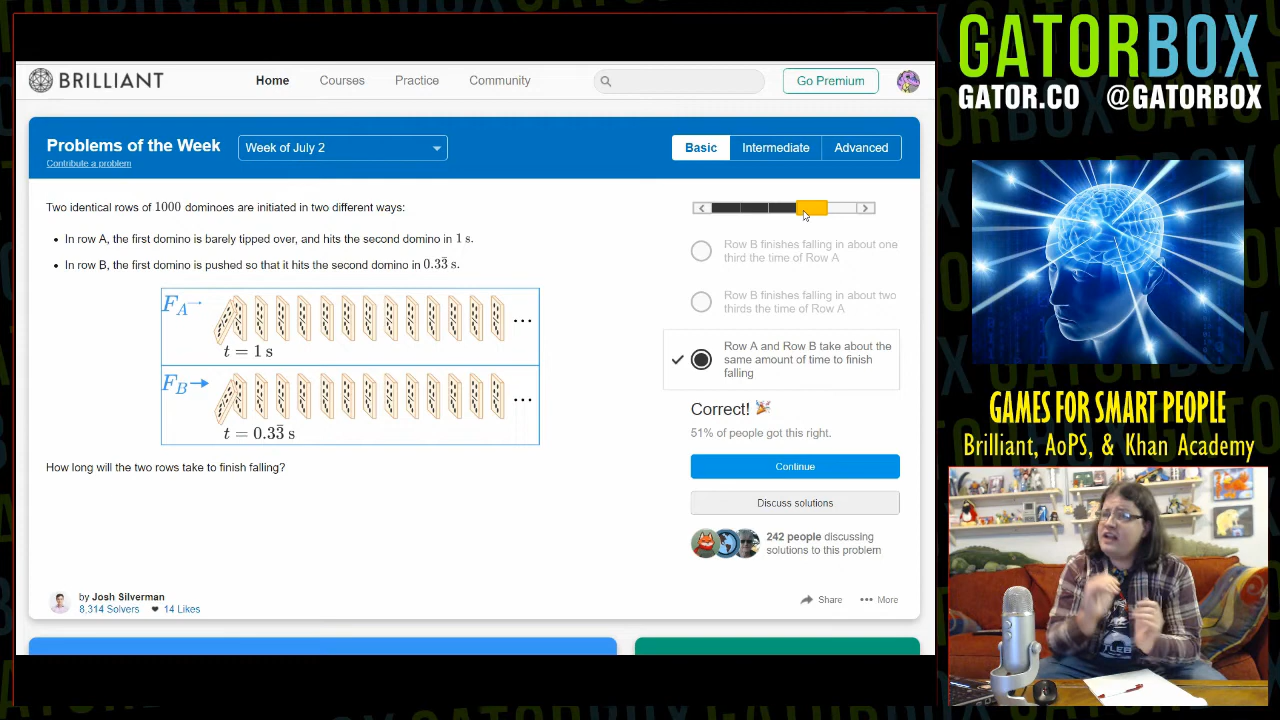 BRILLIANT
Home
Courses
Practice
Community
Go Premium
GATORBOX
GATOR.CO @GATORBOX
Problems of the Week
Week of July 2
Basic
Intermediate
Advanced
Contribute a problem
Two identical rows of 1000 dominoes are initiated in two different ways:
• In row A, the first domino is barely tipped over, and hits the second domino in 1 s.
• In row B, the first domino is pushed so that it hits the second domino in 0.33̄ s.
F_A→
...
t = 1 s
F_B→
...
t = 0.33̄ s
How long will the two rows take to finish falling?
Row B finishes falling in about one
third the time of Row A
Row B finishes falling in about two
thirds the time of Row A
Row A and Row B take about the
same amount of time to finish
falling
Correct!
51% of people got this right.
Continue
Discuss solutions
242 people discussing
solutions to this problem
by Josh Silverman
8,314 Solvers
14 Likes
Share
••• More
GAMES FOR SMART PEOPLE
Brilliant, AoPS, & Khan Academy